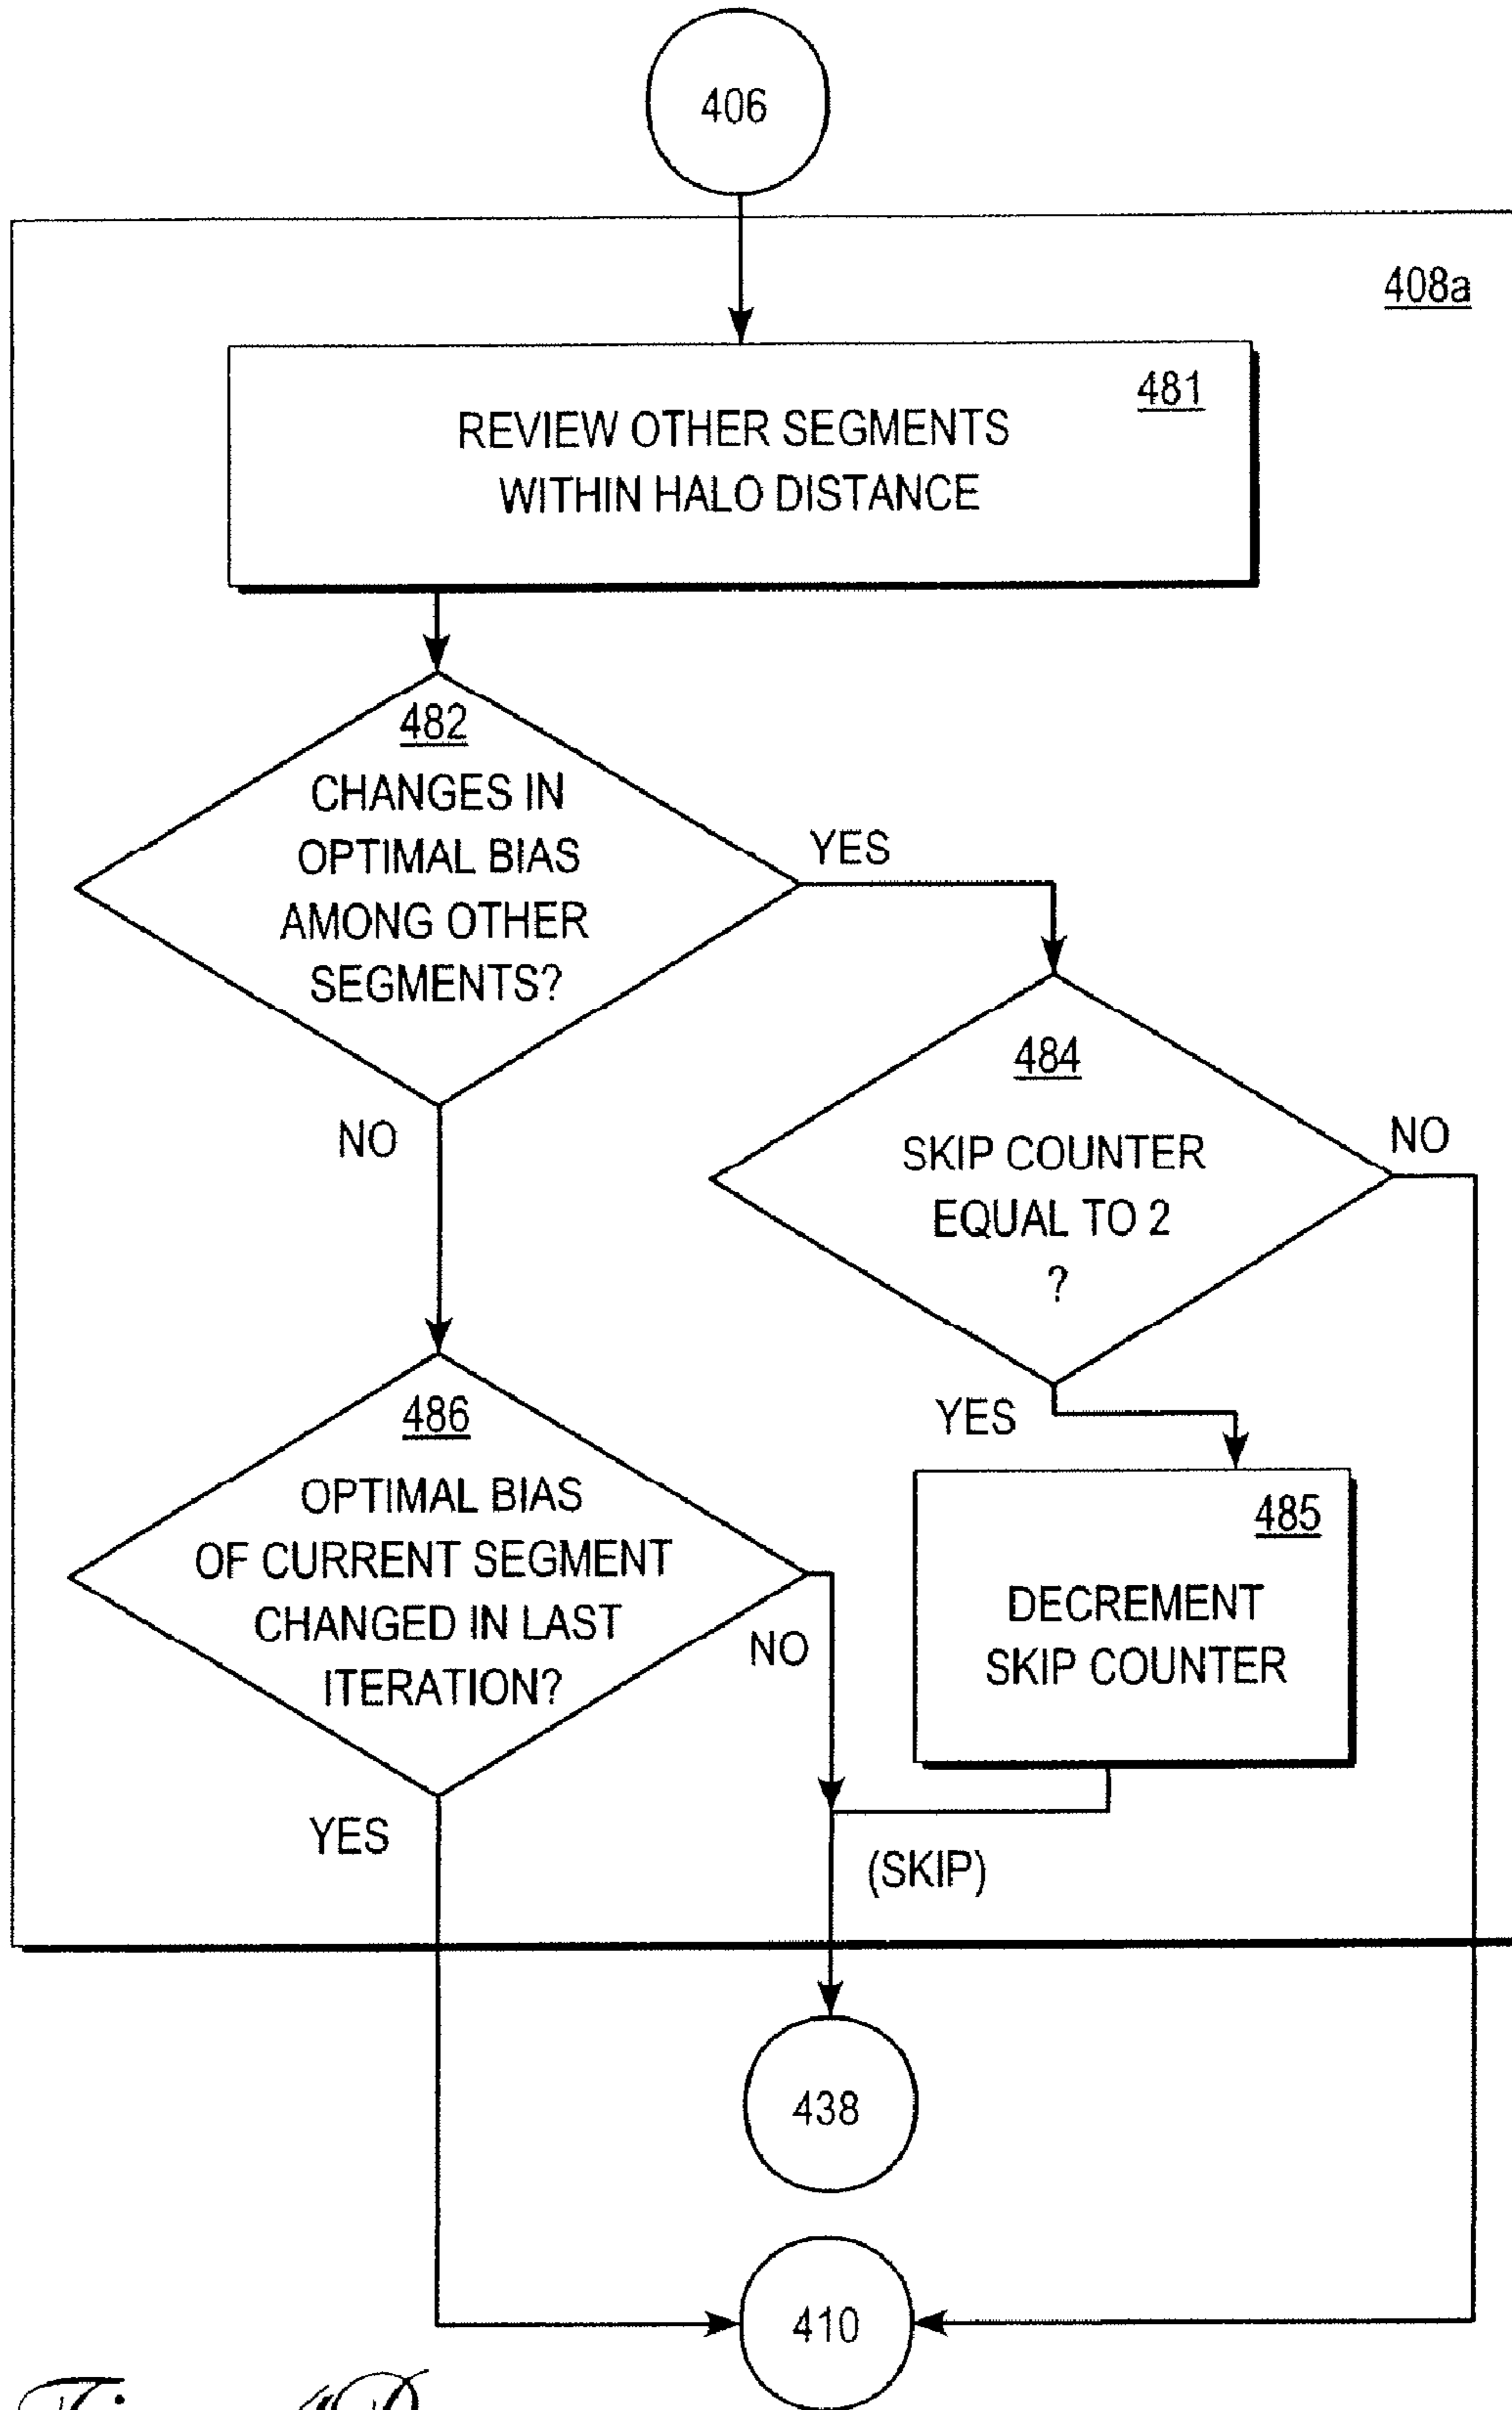 406
408a
481
REVIEW OTHER SEGMENTS
WITHIN HALO DISTANCE
482
CHANGES IN
OPTIMAL BIAS
AMONG OTHER
SEGMENTS?
YES
NO
484
SKIP COUNTER
EQUAL TO 2
?
NO
YES
486
OPTIMAL BIAS
OF CURRENT SEGMENT
CHANGED IN LAST
ITERATION?
NO
YES
485
DECREMENT
SKIP COUNTER
(SKIP)
438
410